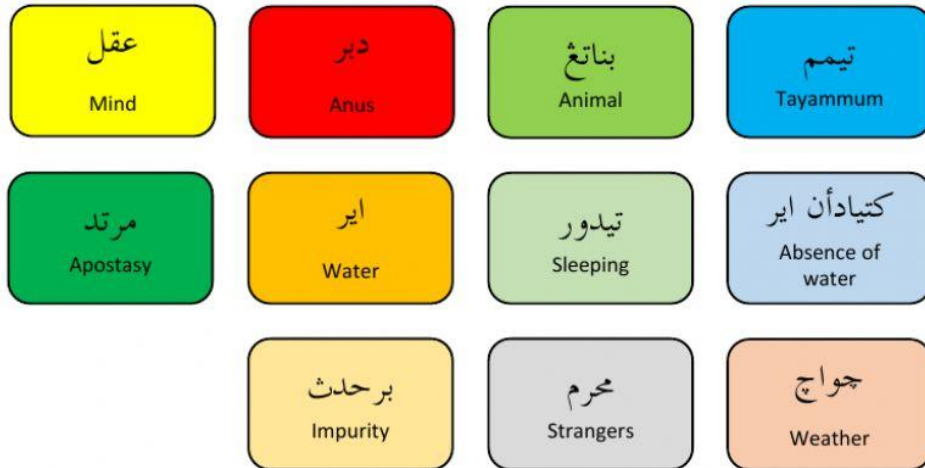 عقل
Mind
دبر
Anus
بناتڠ
Animal
تيمم
Tayammum
مرتد
Apostasy
اير
Water
تيدور
Sleeping
كتيادأن اير
Absence of
water
برحدث
Impurity
محرم
Strangers
چواچ
Weather